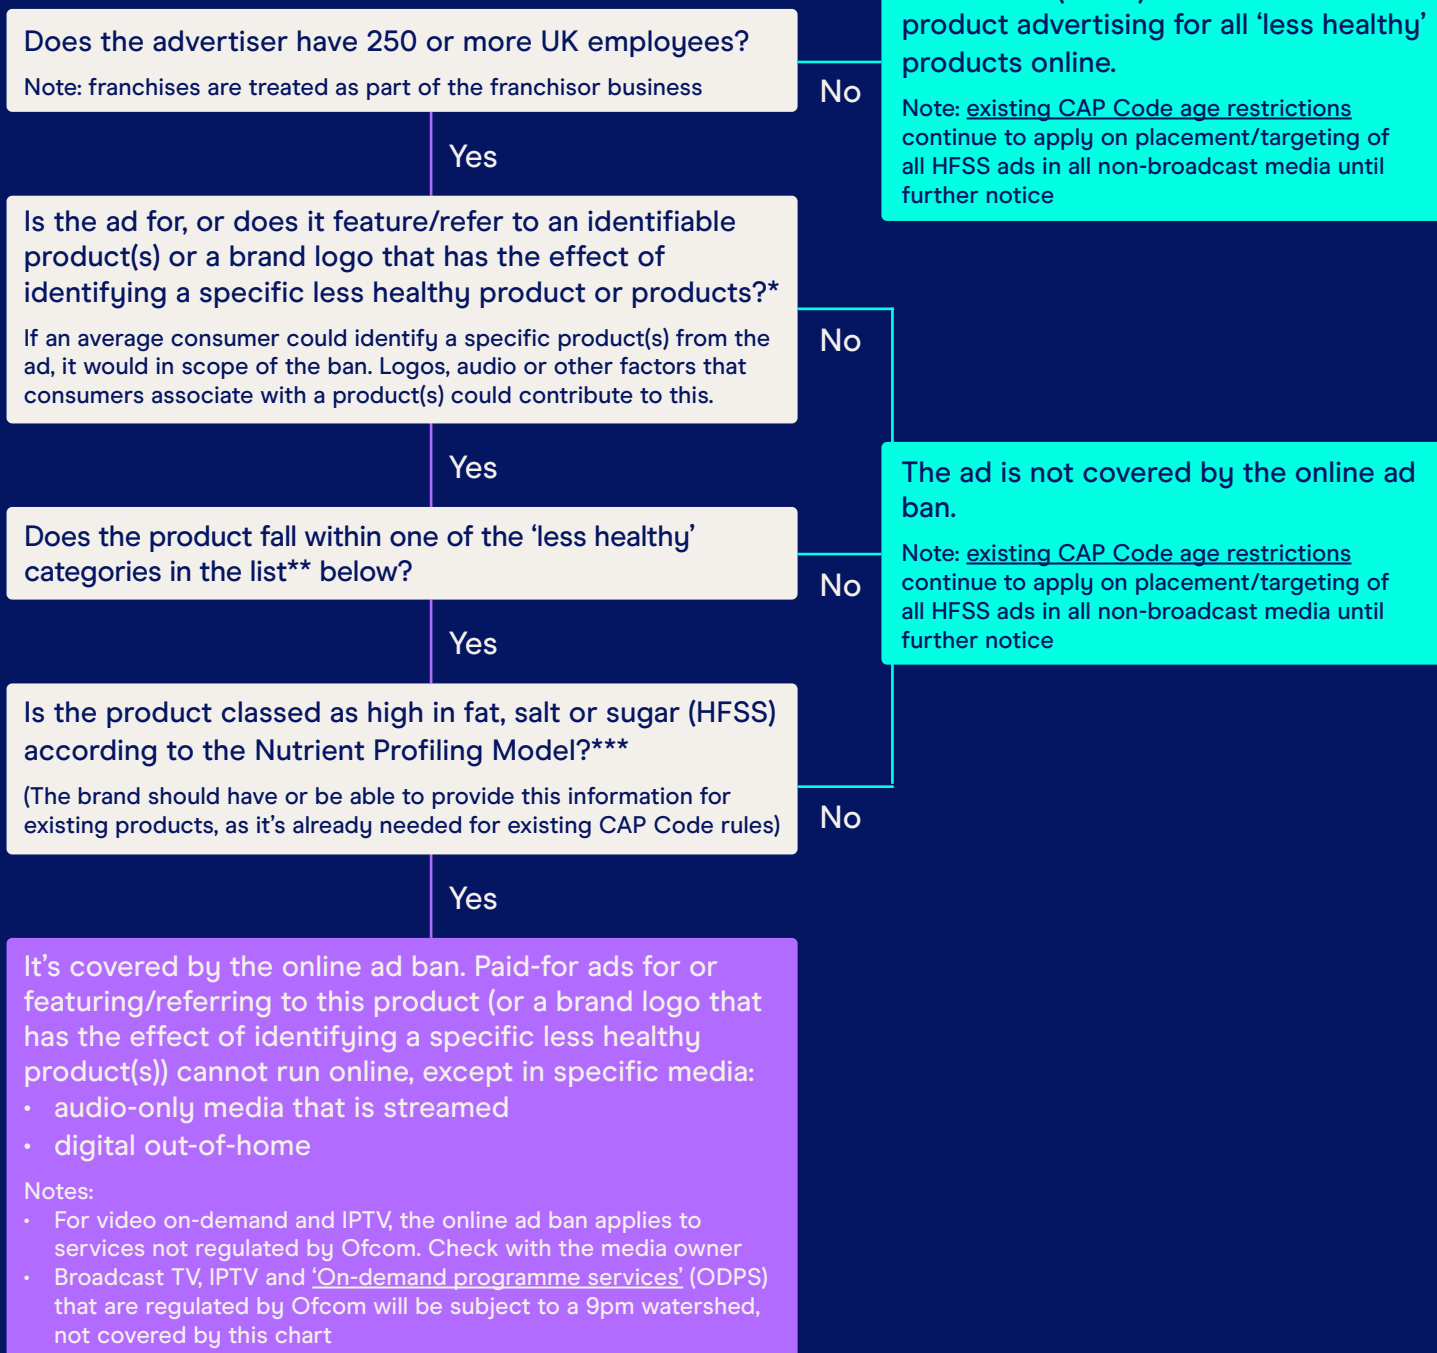 Does the advertiser have 250 or more UK employees?
Note: franchises are treated as part of the franchisor business
No
product advertising for all ‘less healthy’
products online.
Note: existing CAP Code age restrictions
continue to apply on placement/targeting of
all HFSS ads in all non-broadcast media until
further notice
Yes
Is the ad for, or does it feature/refer to an identifiable
product(s) or a brand logo that has the effect of
identifying a specific less healthy product or products?*
If an average consumer could identify a specific product(s) from the
ad, it would in scope of the ban. Logos, audio or other factors that
consumers associate with a product(s) could contribute to this.
No
Yes
The ad is not covered by the online ad
ban.
Note: existing CAP Code age restrictions
continue to apply on placement/targeting of
all HFSS ads in all non-broadcast media until
further notice
Does the product fall within one of the ‘less healthy’
categories in the list** below?
No
Yes
Is the product classed as high in fat, salt or sugar (HFSS)
according to the Nutrient Profiling Model?***
(The brand should have or be able to provide this information for
existing products, as it’s already needed for existing CAP Code rules)
No
Yes
It’s covered by the online ad ban. Paid-for ads for or
featuring/referring to this product (or a brand logo that
has the effect of identifying a specific less healthy
product(s)) cannot run online, except in specific media:
• audio-only media that is streamed
• digital out-of-home
Notes:
• For video on-demand and IPTV, the online ad ban applies to
services not regulated by Ofcom. Check with the media owner
• Broadcast TV, IPTV and ‘On-demand programme services’ (ODPS)
that are regulated by Ofcom will be subject to a 9pm watershed,
not covered by this chart